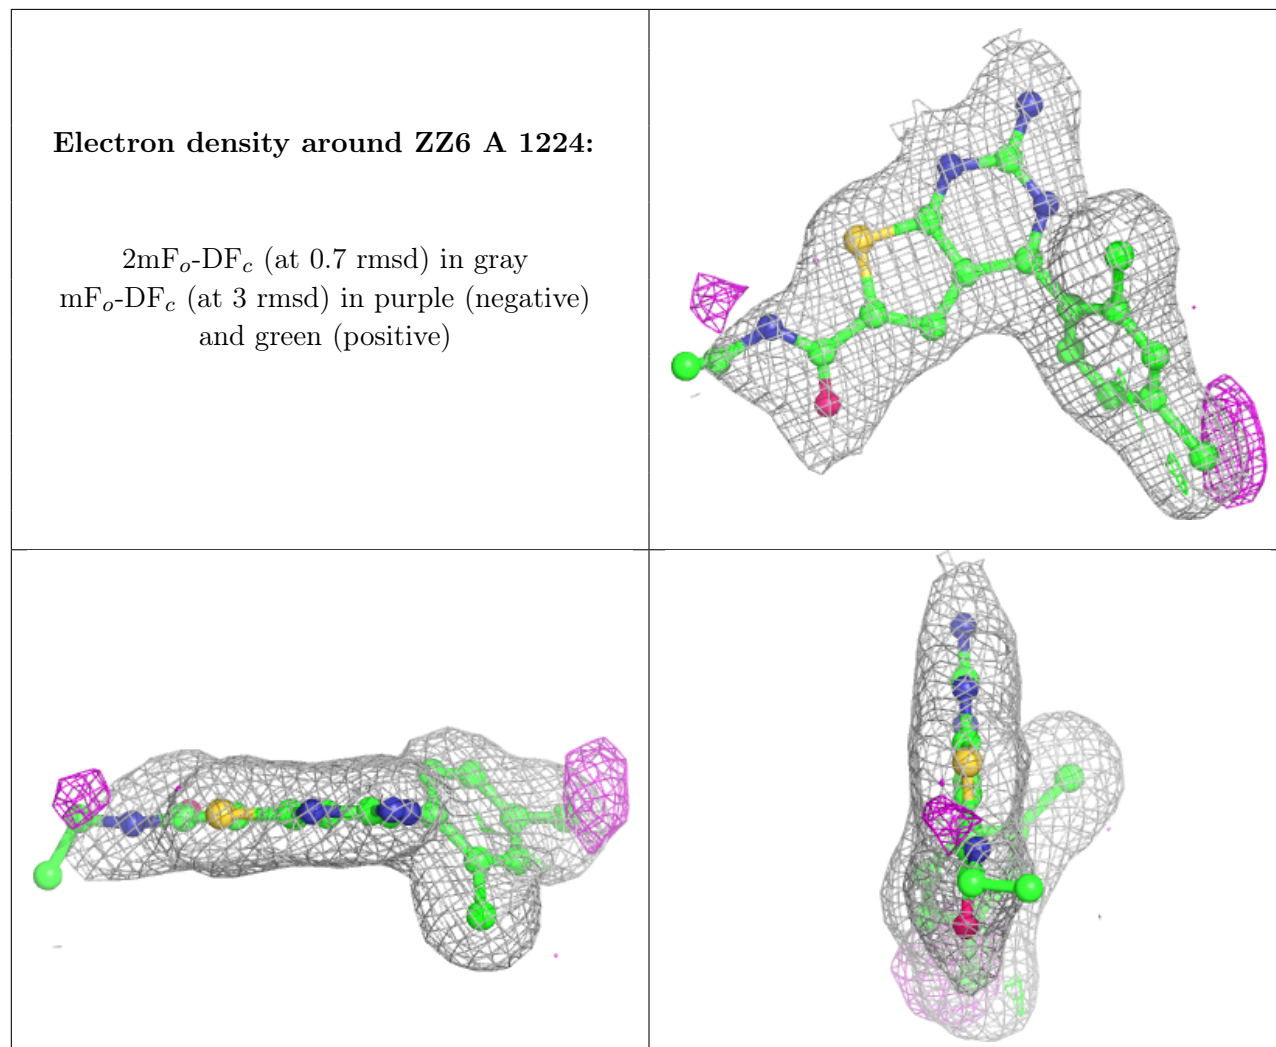 Electron density around ZZ6 A 1224:
2mFo-DFc (at 0.7 rmsd) in gray
mFo-DFc (at 3 rmsd) in purple (negative)
and green (positive)